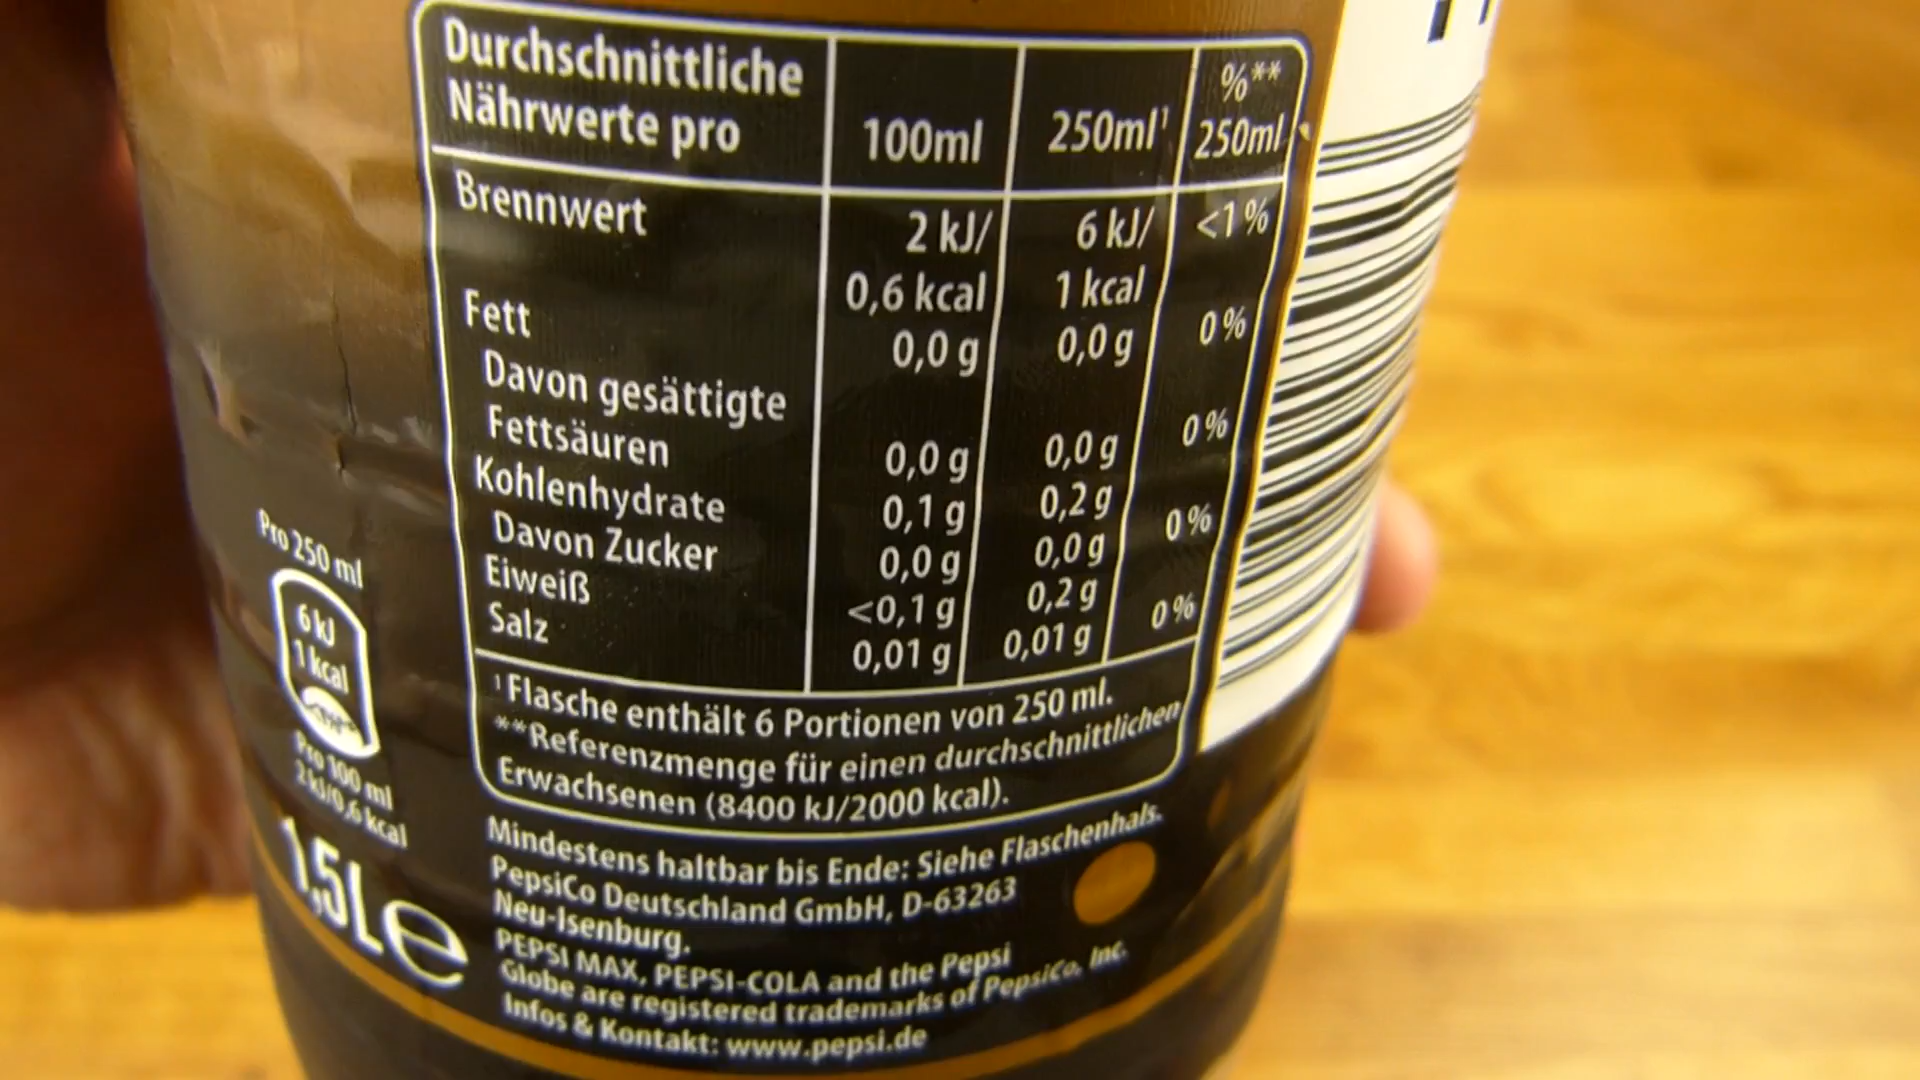 Durchschnittliche
Nährwerte pro 100ml 250ml¹ %** 250ml
Brennwert 2 kJ/ 6 kJ/ <1%
0,6 kcal 1 kcal
Fett 0,0 g 0,0 g 0%
Davon gesättigte
Fettsäuren 0,0 g 0,0 g 0%
Kohlenhydrate 0,1 g 0,2 g
Davon Zucker 0,0 g 0,0 g 0%
Eiweiß <0,1 g 0,2 g
Salz 0,01 g 0,01 g 0%
¹ Flasche enthält 6 Portionen von 250 ml.
**Referenzmenge für einen durchschnittlichen
Erwachsenen (8400 kJ/2000 kcal).
Pro 250 ml
6 kJ
1 kcal
<1%**
Pro 100 ml
2 kJ/0,6 kcal
1,5L e
Mindestens haltbar bis Ende: Siehe Flaschenhals.
PepsiCo Deutschland GmbH, D-63263
Neu-Isenburg.
PEPSI MAX, PEPSI-COLA and the Pepsi
Globe are registered trademarks of PepsiCo, Inc.
Infos & Kontakt: www.pepsi.de